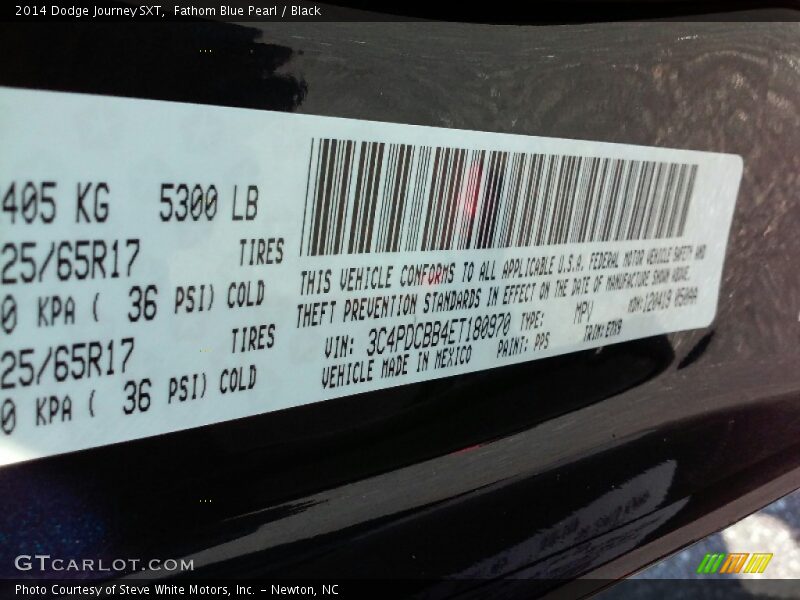 2014 Dodge Journey SXT, Fathom Blue Pearl / Black
405 KG 5300 LB
25/65R17 TIRES
0 KPA ( 36 PSI) COLD
25/65R17 TIRES
0 KPA ( 36 PSI) COLD
THIS VEHICLE CONFORMS TO ALL APPLICABLE U.S.A. FEDERAL MOTOR VEHICLE SAFETY AND
THEFT PREVENTION STANDARDS IN EFFECT ON THE DATE OF MANUFACTURE SHOWN ABOVE.
VIN: 3C4PDCBB4ET180970 TYPE: MPV
VEHICLE MADE IN MEXICO PAINT: PPS
GTCARLOT.COM
Photo Courtesy of Steve White Motors, Inc. – Newton, NC